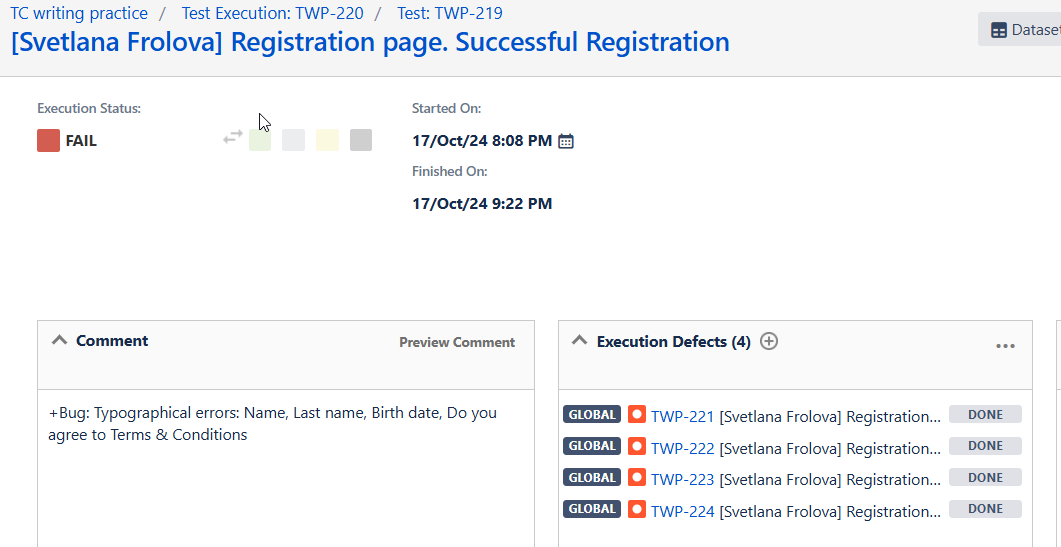 TC writing practice / Test Execution: TWP-220 / Test: TWP-219
[Svetlana Frolova] Registration page. Successful Registration
Execution Status:
FAIL
Started On:
17/Oct/24 8:08 PM
Finished On:
17/Oct/24 9:22 PM
Comment
Preview Comment
+Bug: Typographical errors: Name, Last name, Birth date, Do you
agree to Terms & Conditions
Execution Defects (4)
GLOBAL TWP-221 [Svetlana Frolova] Registration... DONE
GLOBAL TWP-222 [Svetlana Frolova] Registration... DONE
GLOBAL TWP-223 [Svetlana Frolova] Registration... DONE
GLOBAL TWP-224 [Svetlana Frolova] Registration... DONE